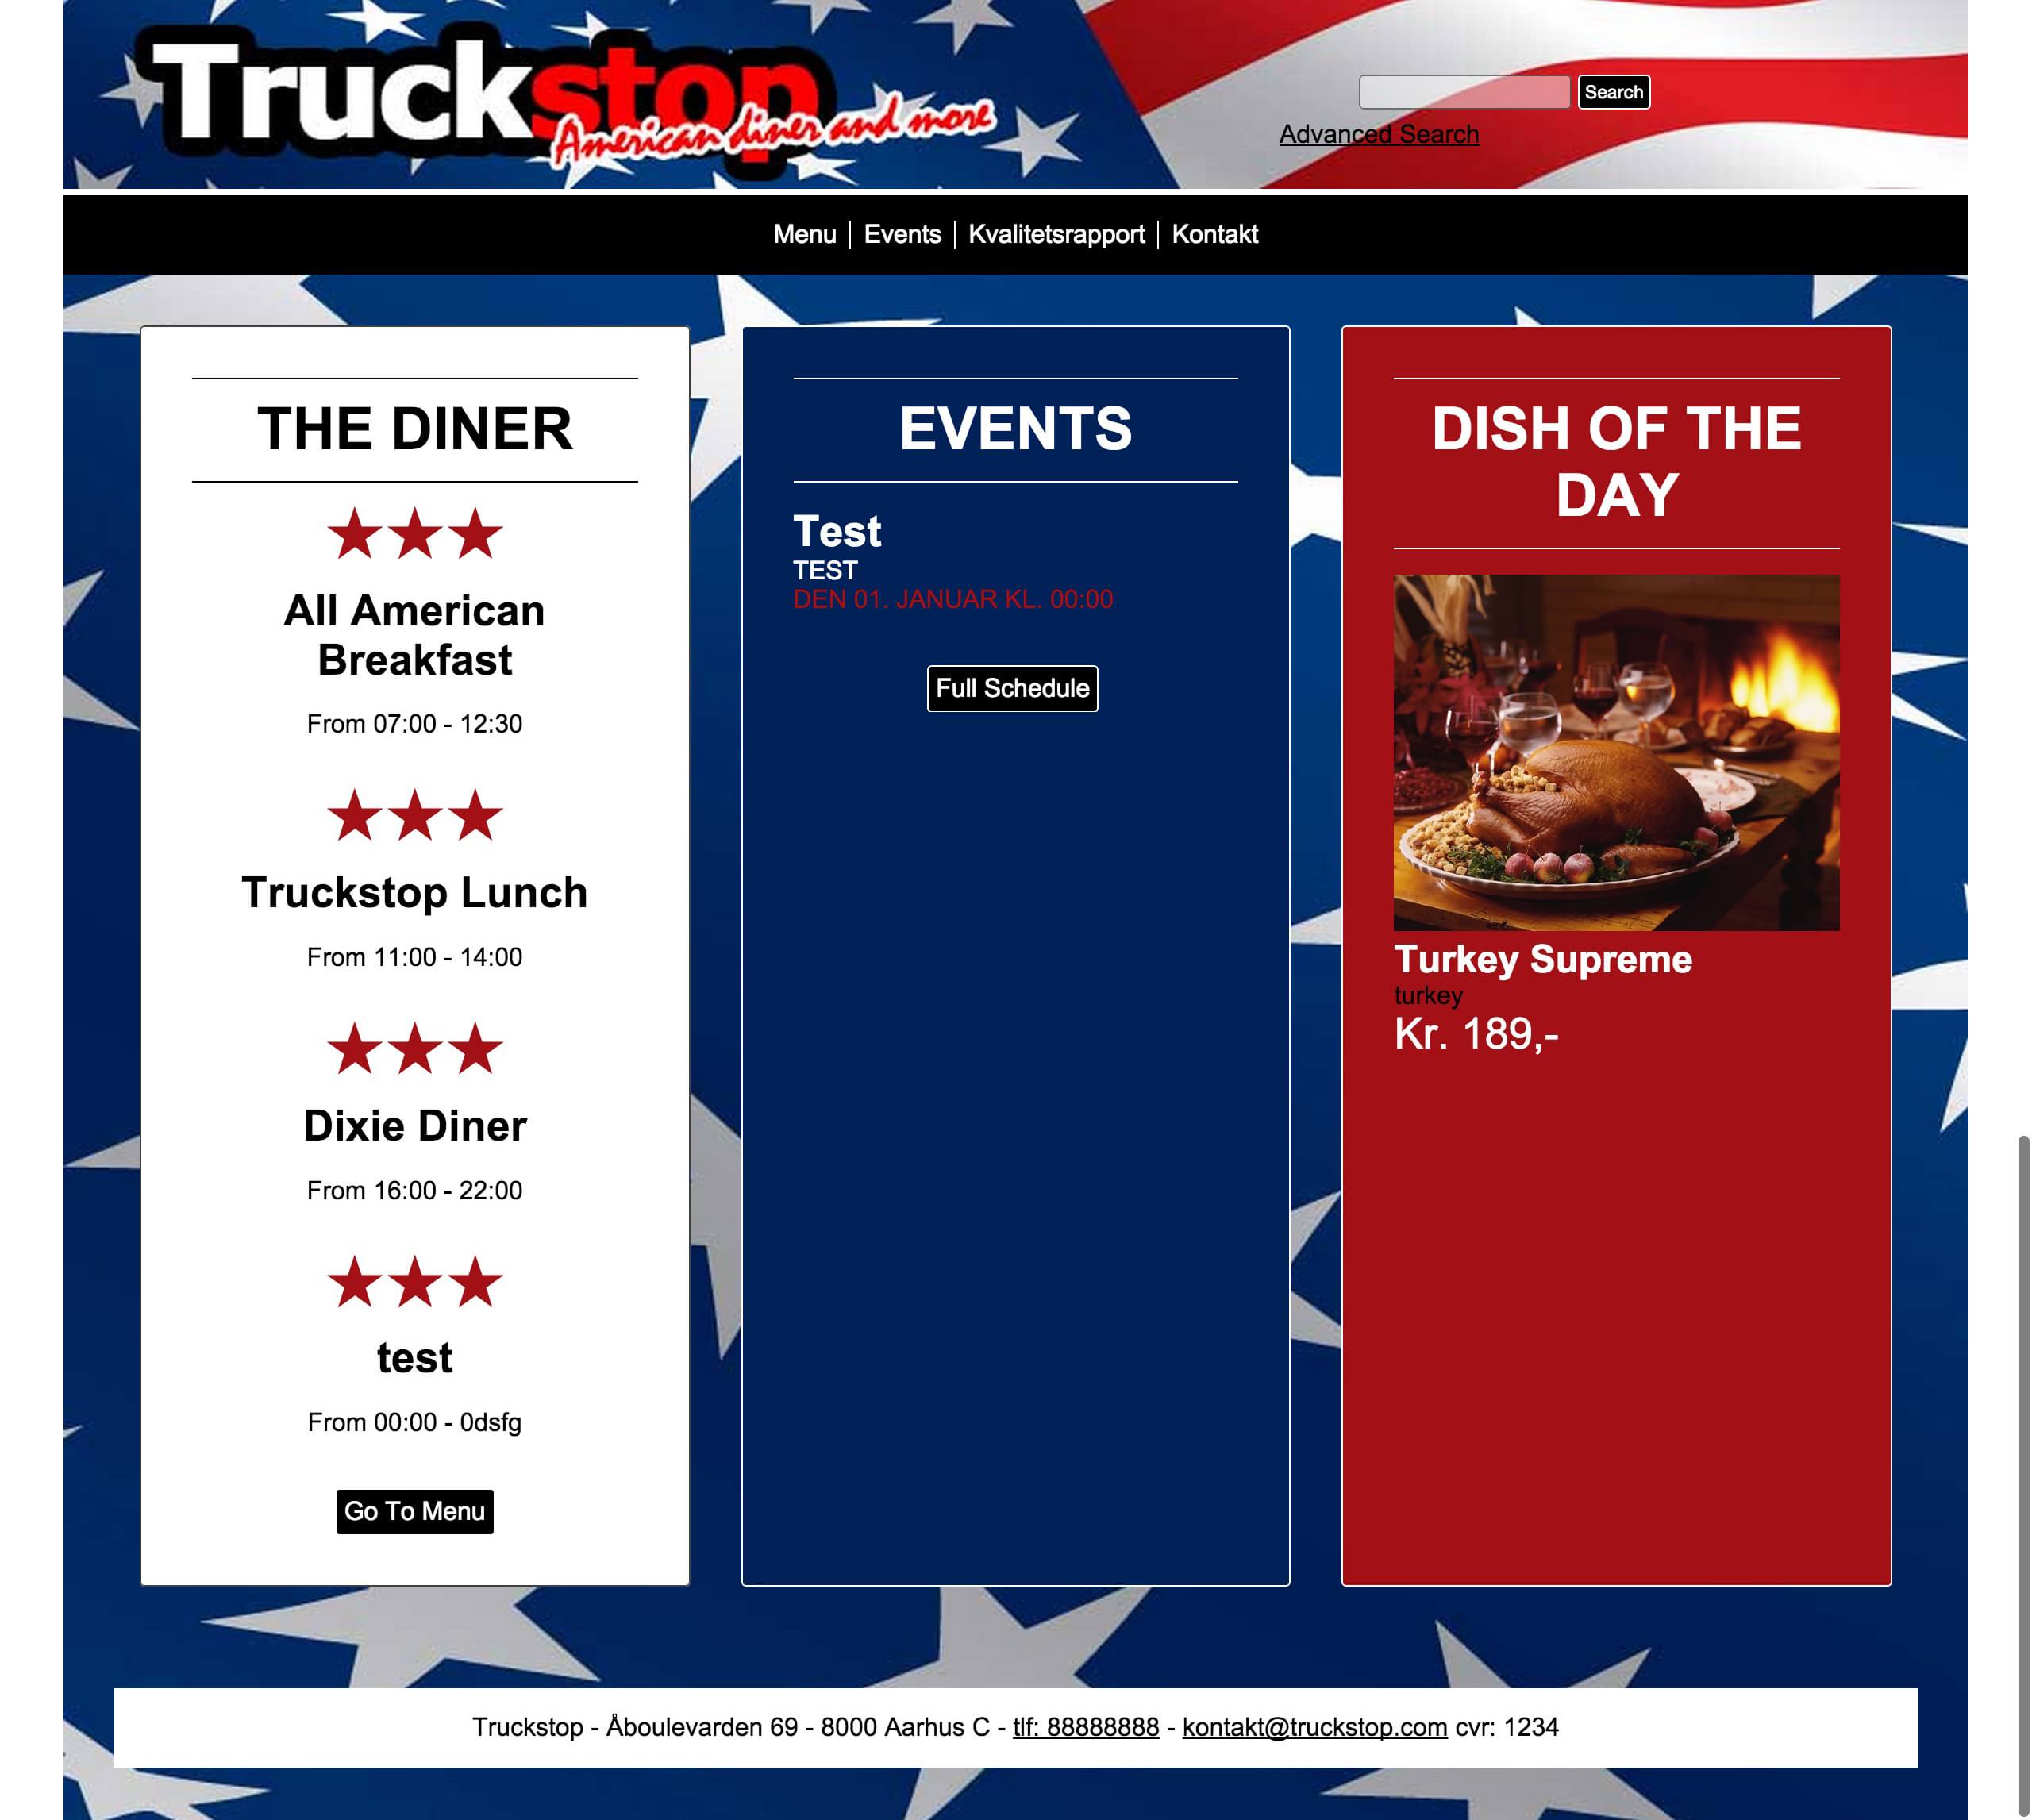 Truckstop
American diner and more
Search
Advanced Search
Menu Events Kvalitetsrapport Kontakt
THE DINER
All American
Breakfast
From 07:00 - 12:30
Truckstop Lunch
From 11:00 - 14:00
Dixie Diner
From 16:00 - 22:00
test
From 00:00 - 0dsfg
Go To Menu
EVENTS
Test
TEST
DEN 01. JANUAR KL. 00:00
Full Schedule
DISH OF THE
DAY
Turkey Supreme
turkey
Kr. 189,-
Truckstop - Åboulevarden 69 - 8000 Aarhus C - tlf: 88888888 - kontakt@truckstop.com cvr: 1234